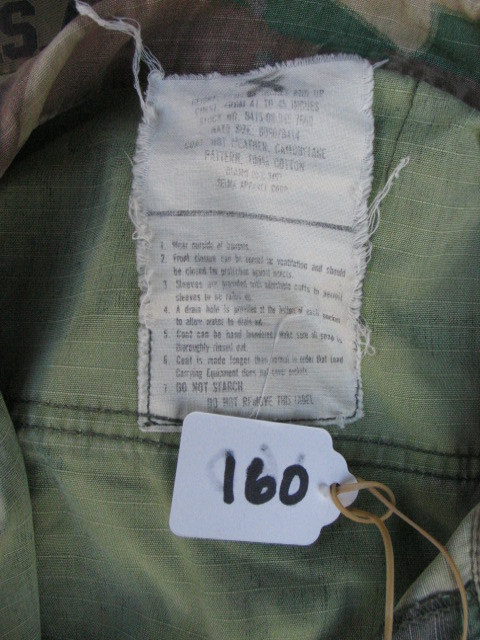 CHEST FROM 41 TO 45 INCHES
COAT, HOT WEATHER, CAMOUFLAGE
PATTERN, 100% COTTON
1. Wear outside of trousers.
2. Front closure can be opened for ventilation and should
be closed for protection against insects.
3. Sleeves are provided with adjustable cuffs to permit
sleeves to be rolled up.
4. A drain hole is provided at the bottom of each pocket
to allow water to drain out.
5. Coat can be hand laundered. Make sure all soap is
thoroughly rinsed out.
6. Coat is made longer than normal in order that Load
Carrying Equipment does not cover pockets
7. DO NOT STARCH
DO NOT REMOVE THIS LABEL
160